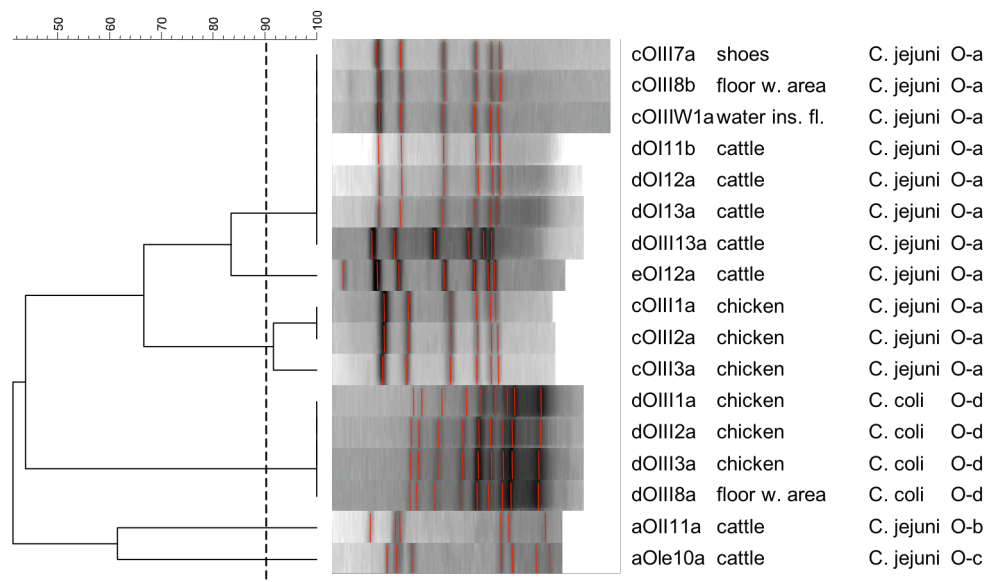 50 60 70 80 90 100
cOIII7a shoes C. jejuni O-a
cOIII8b floor w. area C. jejuni O-a
cOIIIW1a water ins. fl. C. jejuni O-a
dOI11b cattle C. jejuni O-a
dOI12a cattle C. jejuni O-a
dOI13a cattle C. jejuni O-a
dOIII13a cattle C. jejuni O-a
eOI12a cattle C. jejuni O-a
cOIII1a chicken C. jejuni O-a
cOIII2a chicken C. jejuni O-a
cOIII3a chicken C. jejuni O-a
dOIII1a chicken C. coli O-d
dOIII2a chicken C. coli O-d
dOIII3a chicken C. coli O-d
dOIII8a floor w. area C. coli O-d
aOII11a cattle C. jejuni O-b
aOIe10a cattle C. jejuni O-c